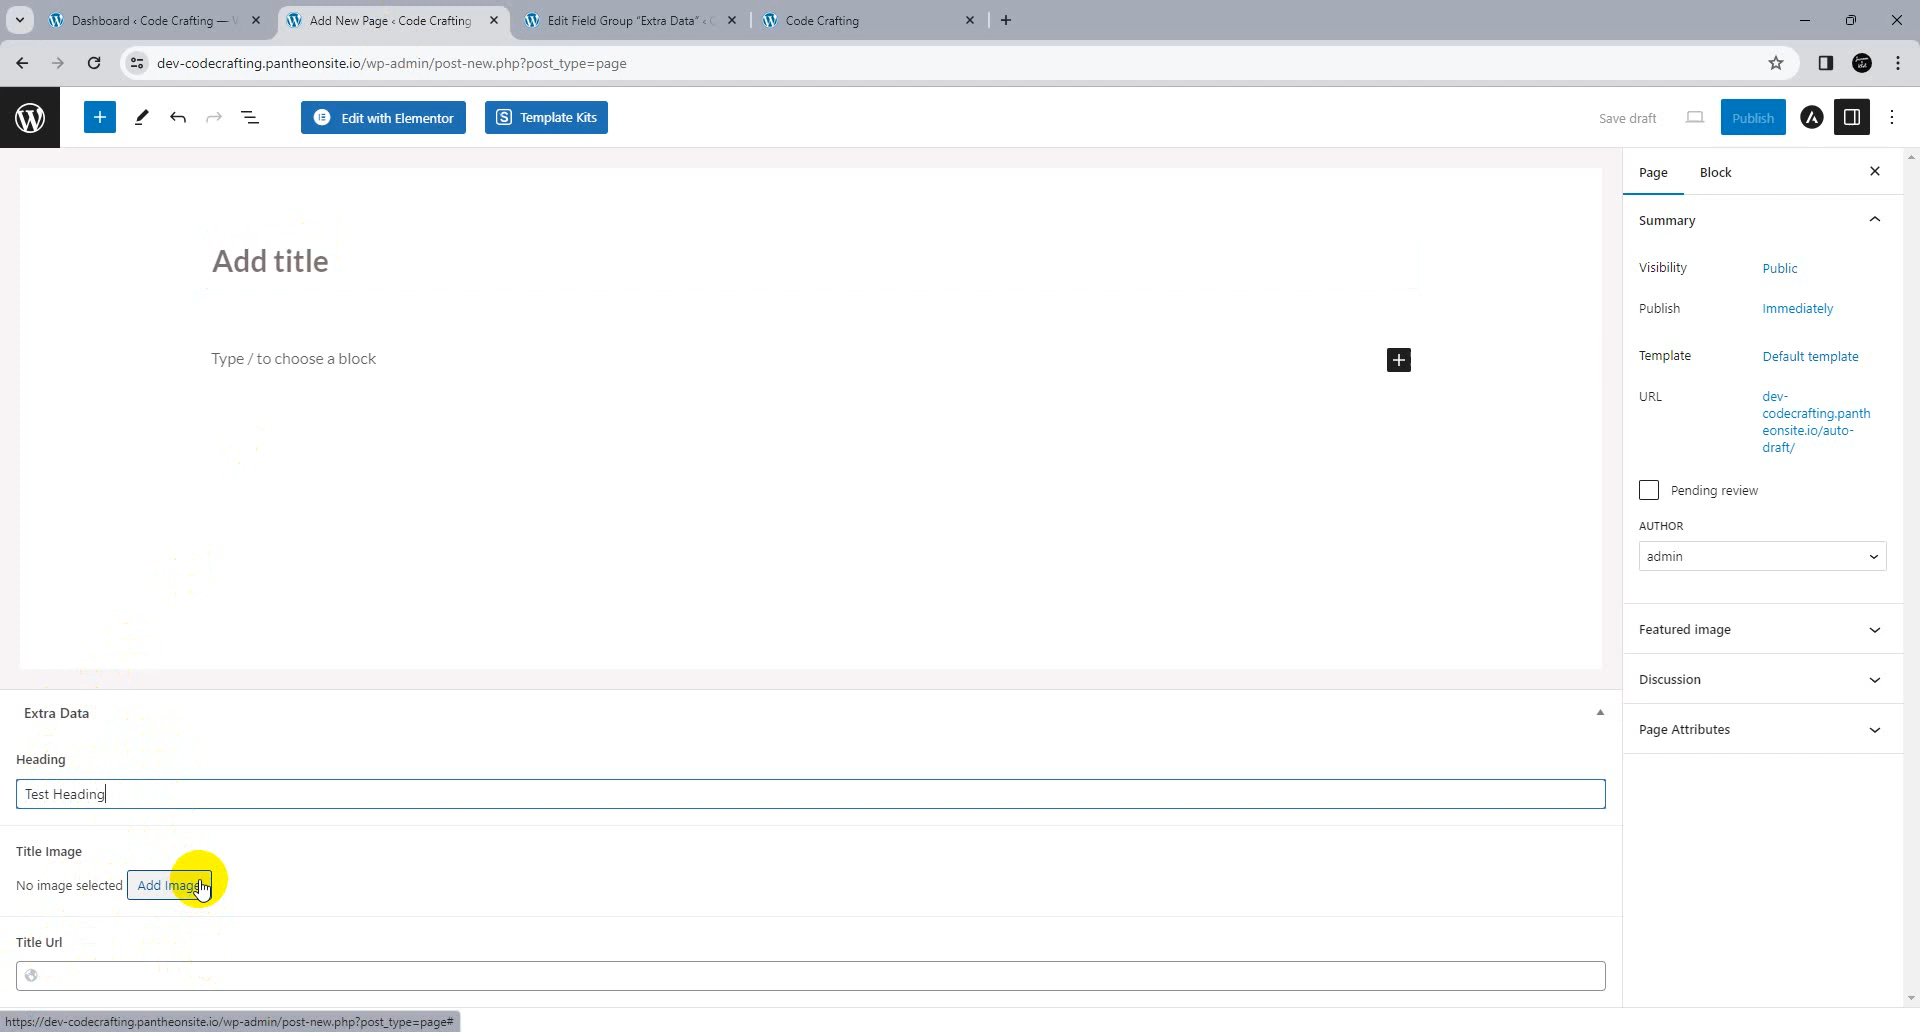 Dashboard ‹ Code Crafting —
Add New Page ‹ Code Crafting
Edit Field Group "Extra Data" ‹ C
Code Crafting
dev-codecrafting.pantheonsite.io/wp-admin/post-new.php?post_type=page
Edit with Elementor
Template Kits
Save draft
Publish
Page
Block
Summary
Visibility
Public
Publish
Immediately
Template
Default template
URL
dev-
codecrafting.panth
eonsite.io/auto-
draft/
Pending review
AUTHOR
admin
Featured image
Discussion
Page Attributes
Add title
Type / to choose a block
Extra Data
Heading
Test Heading
Title Image
No image selected
Add Image
Title Url
https://dev-codecrafting.pantheonsite.io/wp-admin/post-new.php?post_type=page#